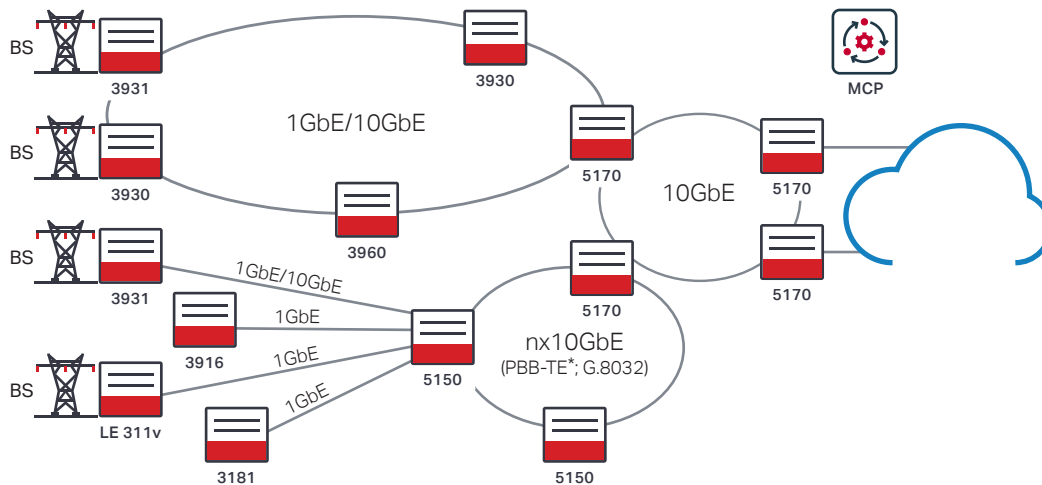 BS
3931
3930
MCP
1GbE/10GbE
BS
3930
5170
5170
10GbE
3960
BS
3931
1GbE/10GbE
5170
5170
3916
1GbE
5150
nx10GbE
(PBB-TE*; G.8032)
BS
LE 311v
1GbE
3181
1GbE
5150